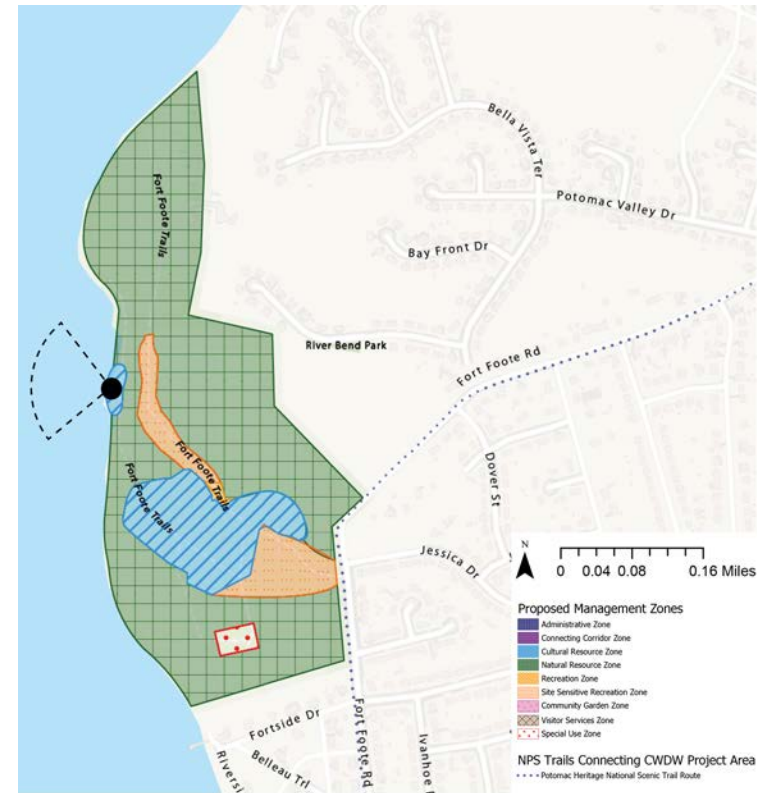 Bella Vista Ter
Potomac Valley Dr
Fort Foote Trails
Bay Front Dr
River Bend Park
Fort Foote Rd
Fort Foote Trails
Fort Foote Trails
Dover St
Jessica Dr
Fortside Dr
Belleau Trl
Riversi
Fort Foote Rd
Ivanhoe
N
0 0.04 0.08 0.16 Miles
Proposed Management Zones
Administrative Zone
Connecting Corridor Zone
Cultural Resource Zone
Natural Resource Zone
Recreation Zone
Site Sensitive Recreation Zone
Community Garden Zone
Visitor Services Zone
Special Use Zone
NPS Trails Connecting CWDW Project Area
Potomac Heritage National Scenic Trail Route